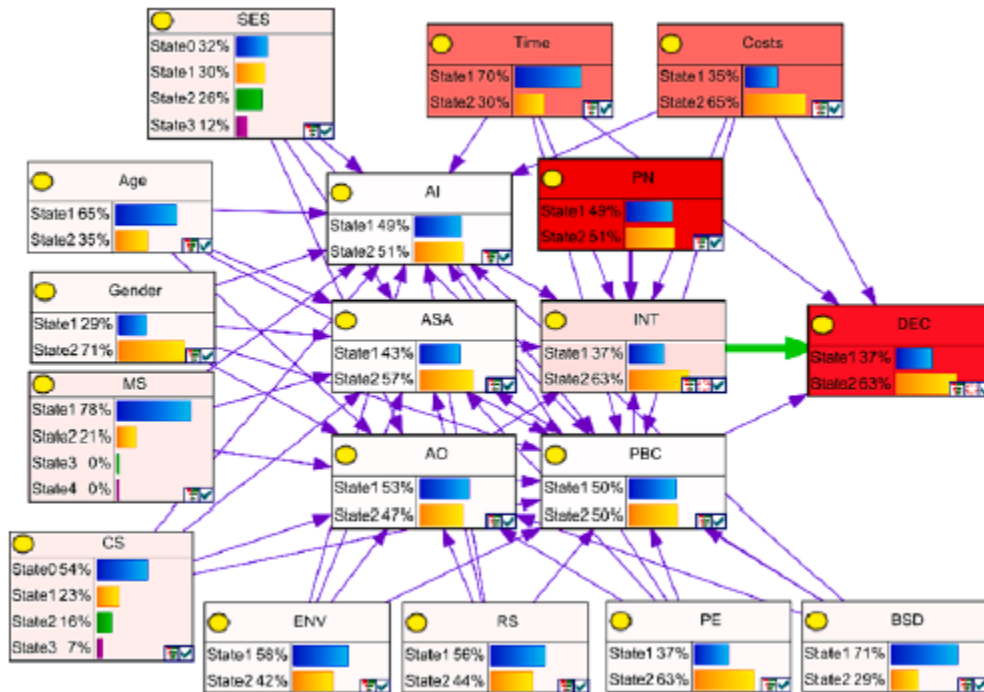 SES
State0 32%
State1 30%
State2 26%
State3 12%
Time
State1 70%
State2 30%
Costs
State1 35%
State2 65%
Age
State1 65%
State2 35%
AI
State1 49%
State2 51%
PN
State1 49%
State2 51%
Gender
State1 29%
State2 71%
ASA
State1 43%
State2 57%
INT
State1 37%
State2 63%
DEC
State1 37%
State2 63%
MS
State1 78%
State2 21%
State3 0%
State4 0%
AO
State1 53%
State2 47%
PBC
State1 50%
State2 50%
CS
State0 54%
State1 23%
State2 16%
State3 7%
ENV
State1 58%
State2 42%
RS
State1 56%
State2 44%
PE
State1 37%
State2 63%
BSD
State1 71%
State2 29%